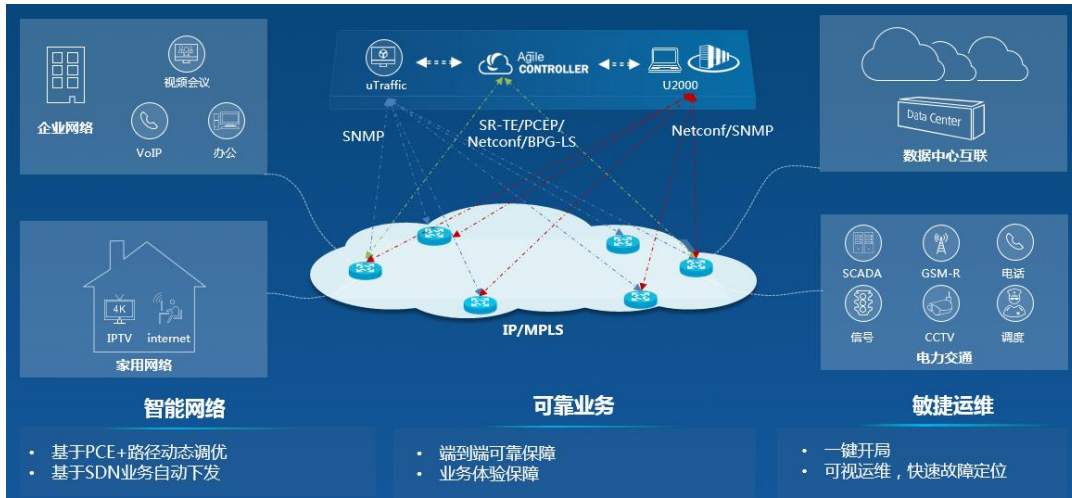 视频会议
企业网络
VoIP
办公
uTraffic
Agile
CONTROLLER
U2000
SNMP
SR-TE/PCEP/
Netconf/BPG-LS
Netconf/SNMP
Data Center
数据中心互联
4K
IPTV
internet
家用网络
IP/MPLS
SCADA
GSM-R
电话
信号
CCTV
调度
电力交通
智能网络
• 基于PCE+路径动态调优
• 基于SDN业务自动下发
可靠业务
• 端到端可靠保障
• 业务体验保障
敏捷运维
• 一键开局
• 可视运维，快速故障定位